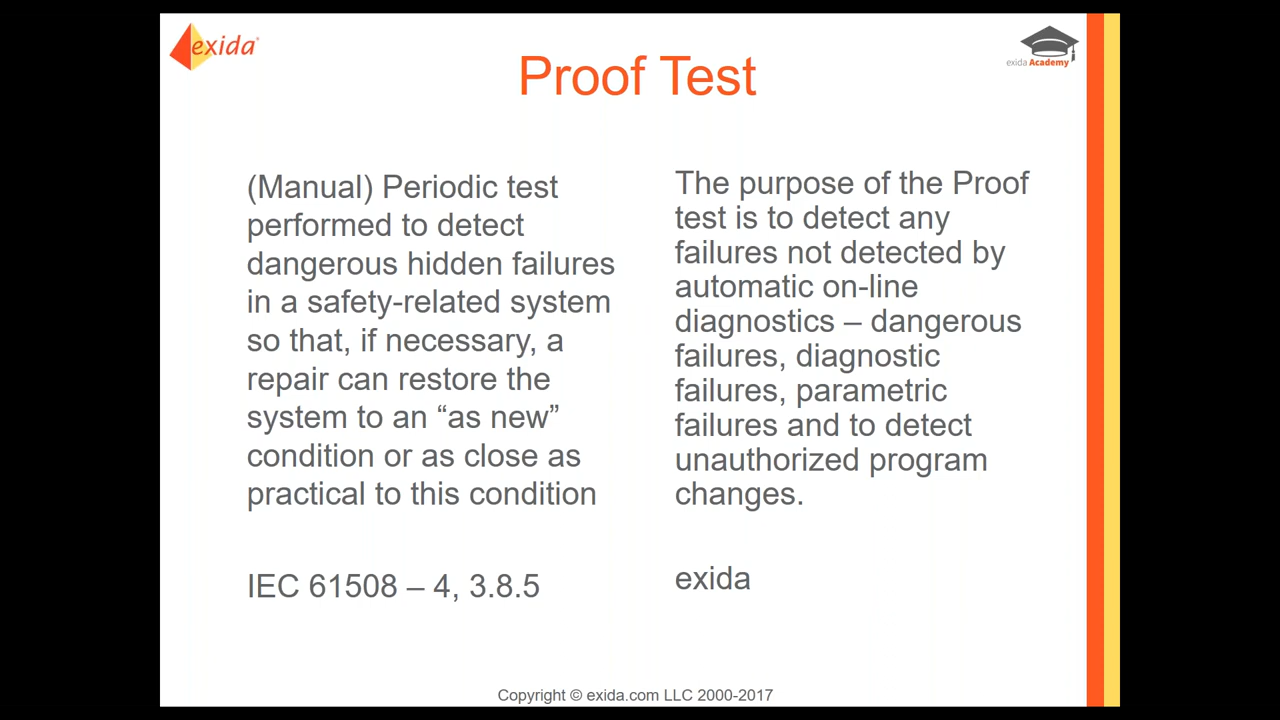 exida
exida Academy
Proof Test
(Manual) Periodic test
performed to detect
dangerous hidden failures
in a safety-related system
so that, if necessary, a
repair can restore the
system to an “as new”
condition or as close as
practical to this condition
IEC 61508 – 4, 3.8.5
The purpose of the Proof
test is to detect any
failures not detected by
automatic on-line
diagnostics – dangerous
failures, diagnostic
failures, parametric
failures and to detect
unauthorized program
changes.
exida
Copyright © exida.com LLC 2000-2017